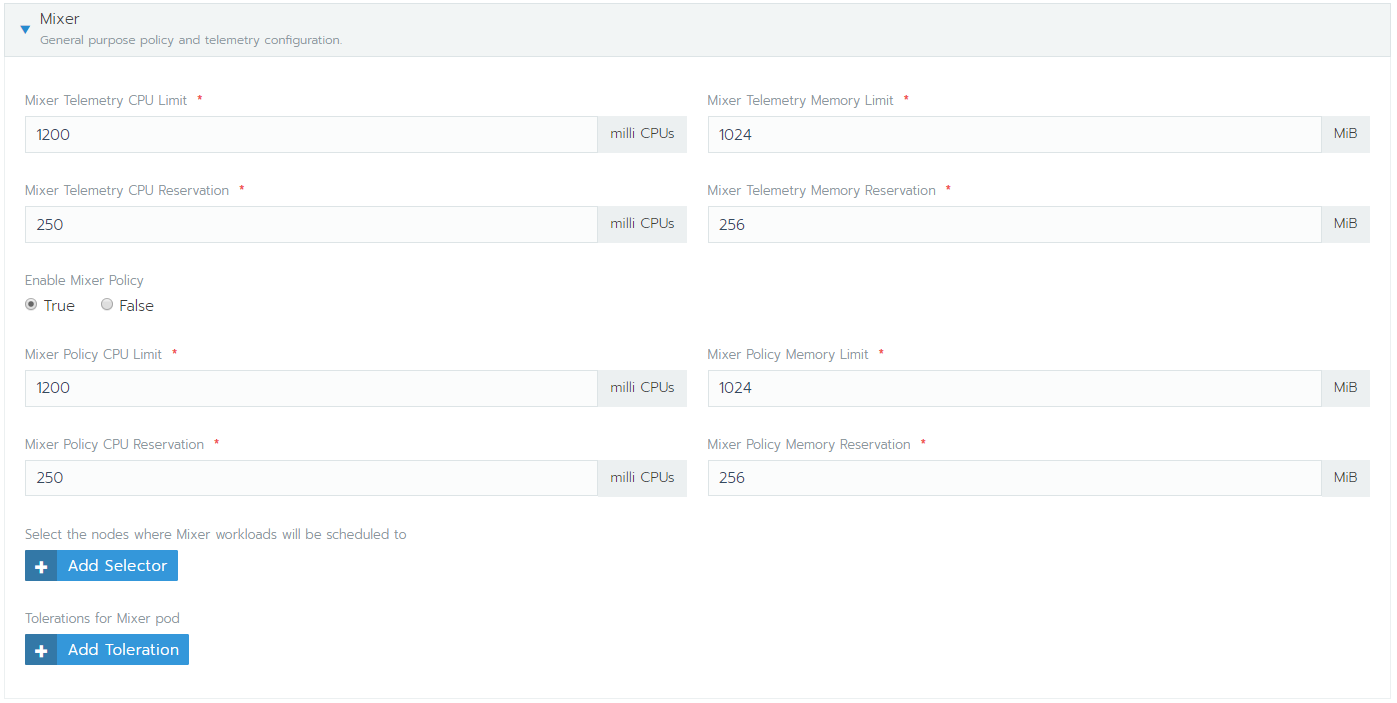 Mixer
General purpose policy and telemetry configuration.
Mixer Telemetry CPU Limit *
Mixer Telemetry Memory Limit *
1200 milli CPUs
1024 MiB
Mixer Telemetry CPU Reservation *
Mixer Telemetry Memory Reservation *
250 milli CPUs
256 MiB
Enable Mixer Policy
True False
Mixer Policy CPU Limit *
Mixer Policy Memory Limit *
1200 milli CPUs
1024 MiB
Mixer Policy CPU Reservation *
Mixer Policy Memory Reservation *
250 milli CPUs
256 MiB
Select the nodes where Mixer workloads will be scheduled to
Add Selector
Tolerations for Mixer pod
Add Toleration